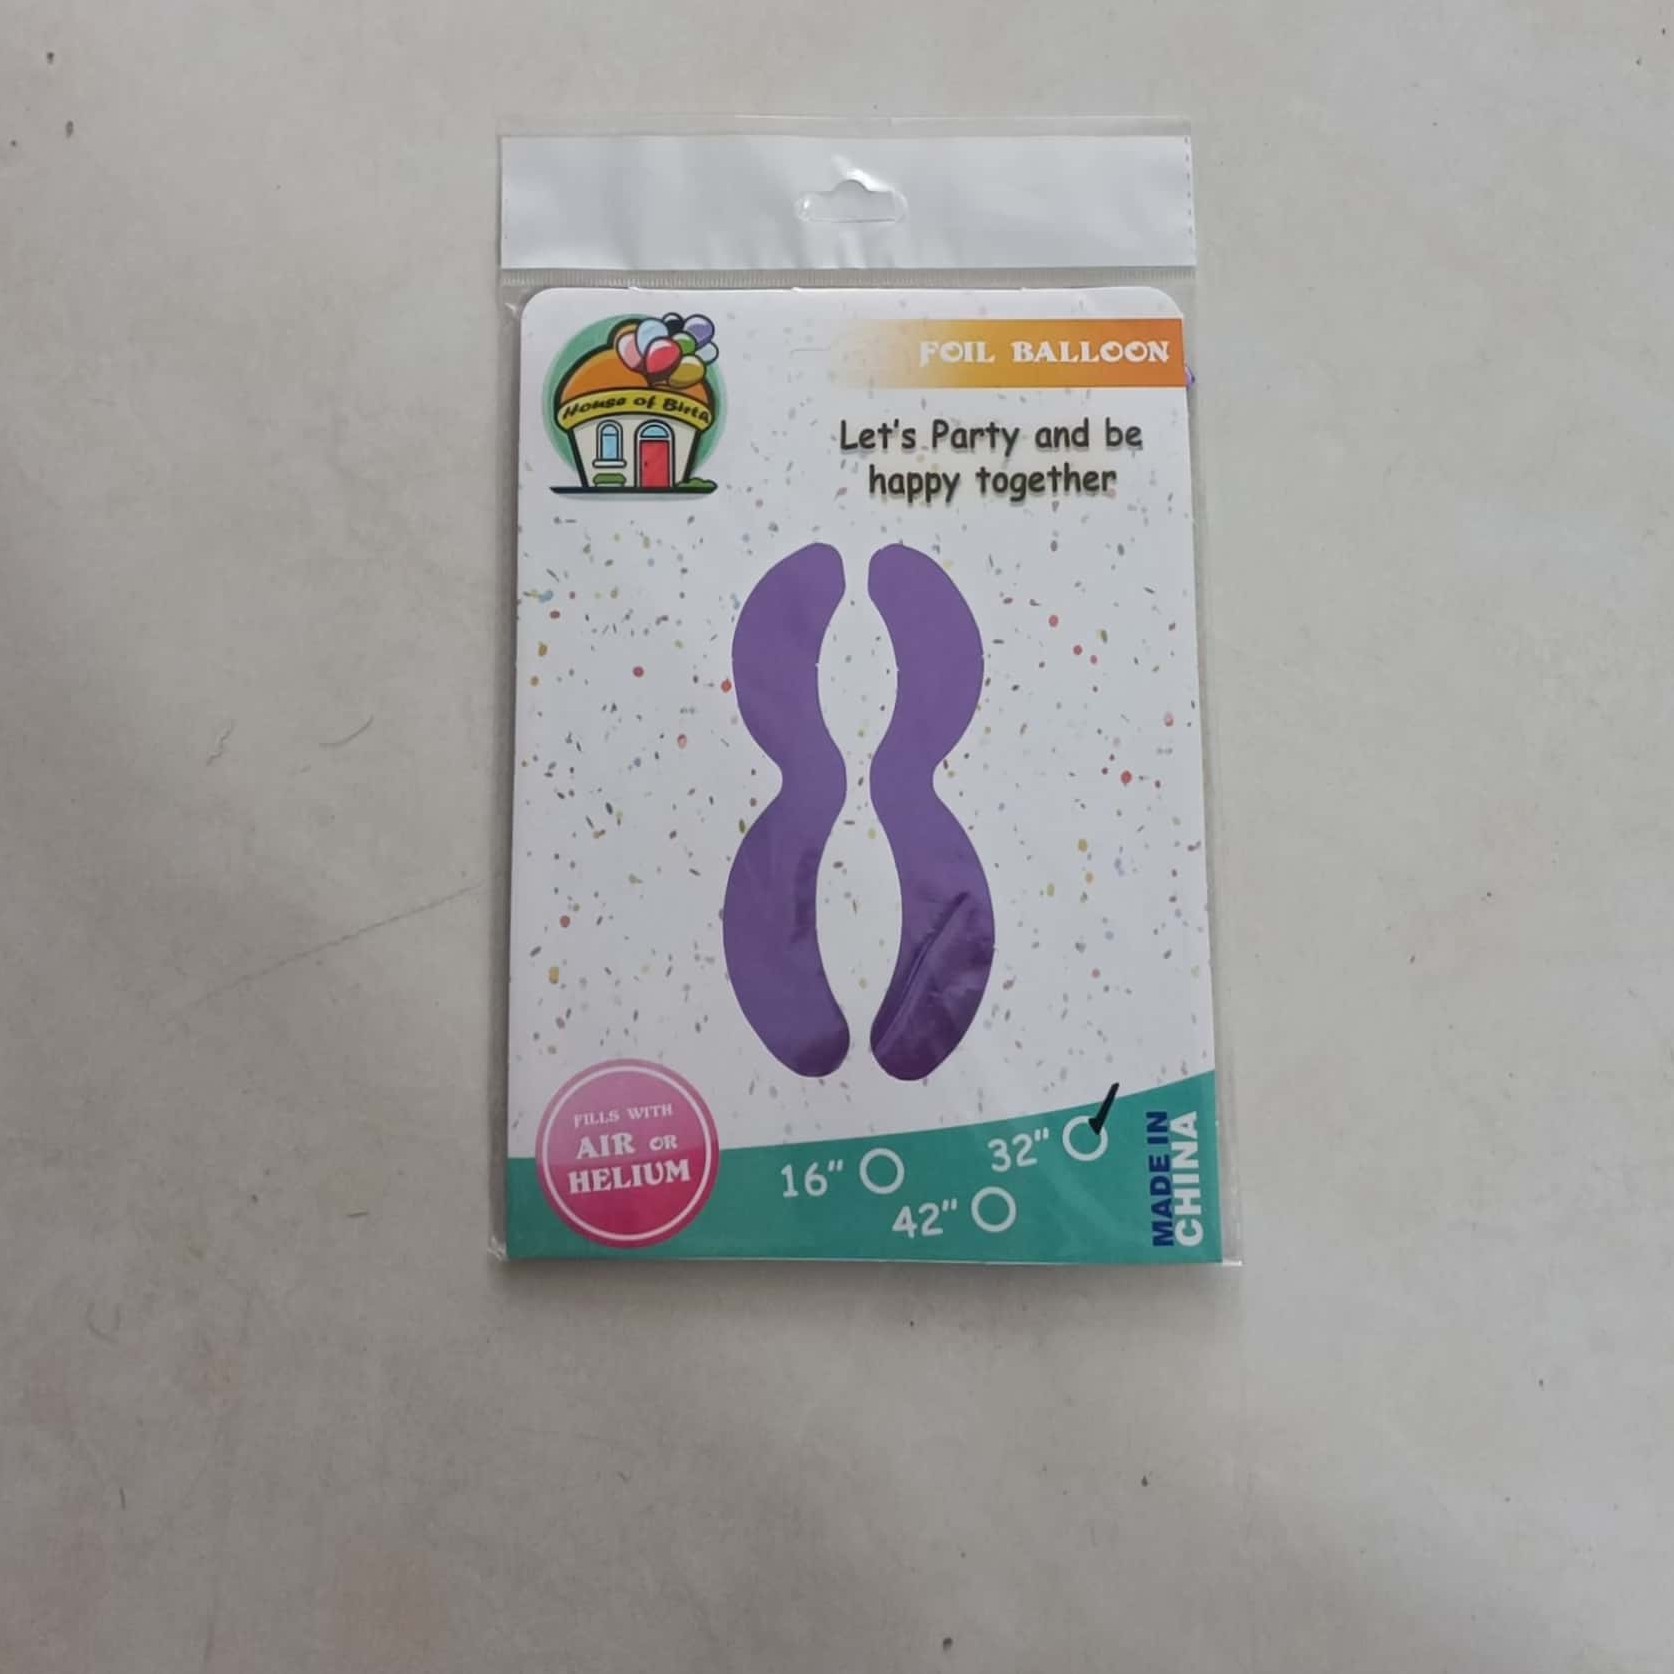 FOIL BALLOON
House of Birta
Let's Party and be
happy together
FILLS WITH
AIR OR
HELIUM
16"
32"
42"
MADE IN
CHINA